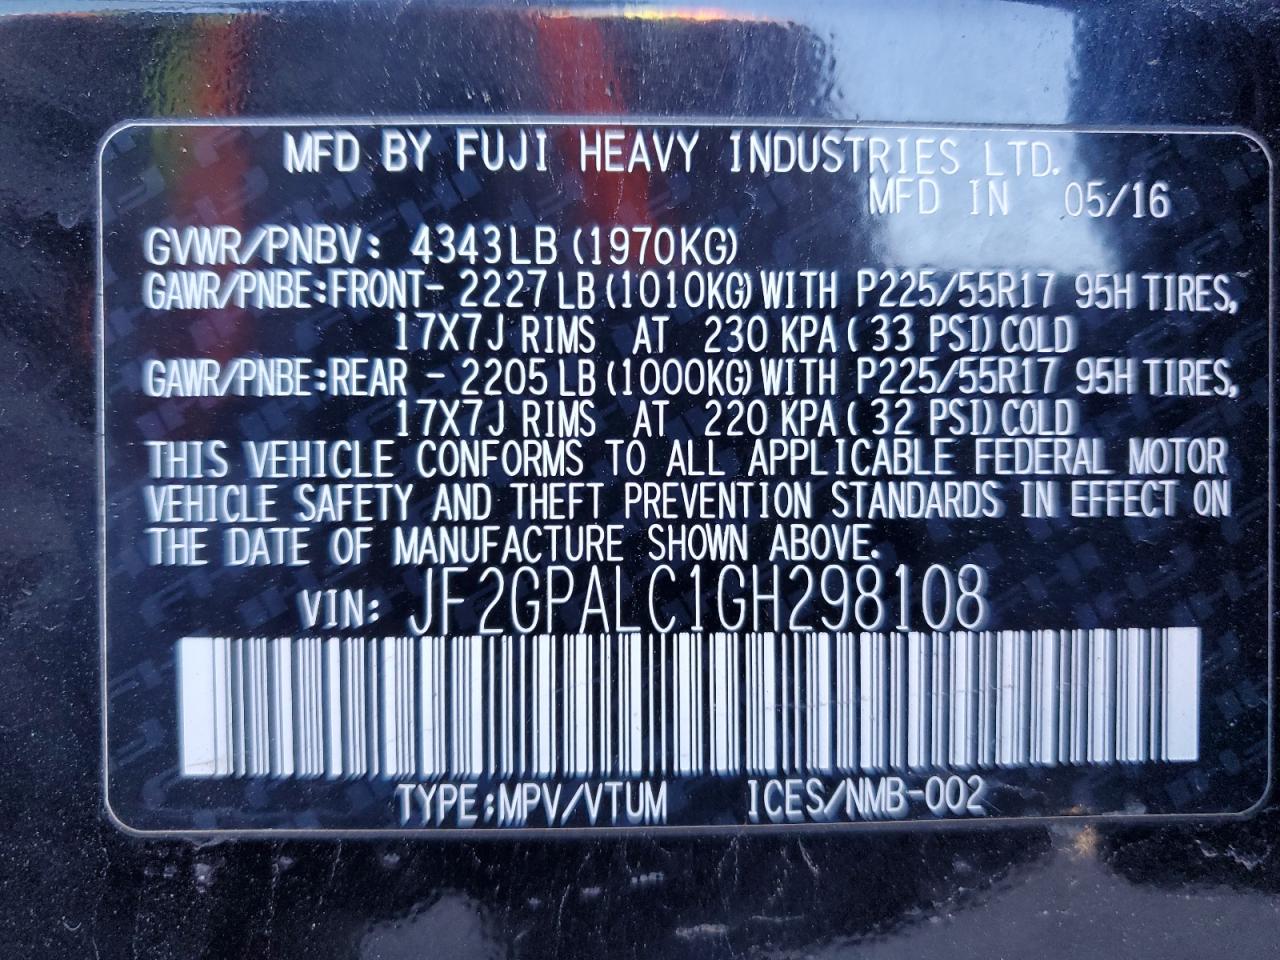 MFD BY FUJI HEAVY INDUSTRIES LTD.
MFD IN 05/16
GVWR/PNBV: 4343LB (1970KG)
GAWR/PNBE:FRONT- 2227LB (1010KG) WITH P225/55R17 95H TIRES,
17X7J RIMS AT 230 KPA ( 33 PSI) COLD
GAWR/PNBE:REAR - 2205LB (1000KG) WITH P225/55R17 95H TIRES,
17X7J RIMS AT 220 KPA ( 32 PSI) COLD
THIS VEHICLE CONFORMS TO ALL APPLICABLE FEDERAL MOTOR
VEHICLE SAFETY AND THEFT PREVENTION STANDARDS IN EFFECT ON
THE DATE OF MANUFACTURE SHOWN ABOVE.
VIN: JF2GPALC1GH298108
TYPE:MPV/VTUM ICES/NMB-002